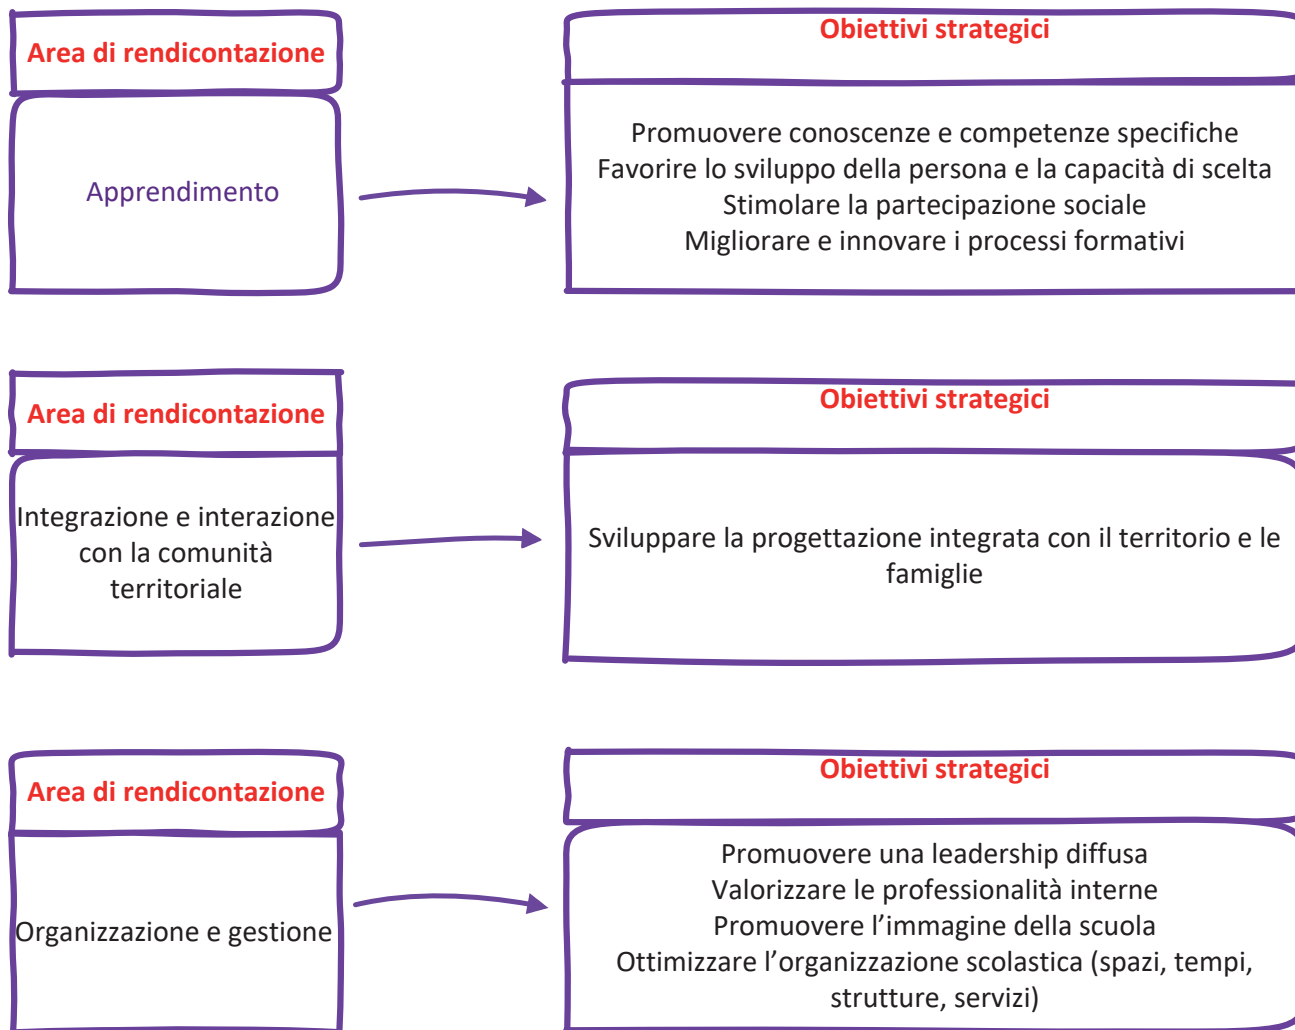 Area di rendicontazione
Obiettivi strategici
Apprendimento
Promuovere conoscenze e competenze specifiche
Favorire lo sviluppo della persona e la capacità di scelta
Stimolare la partecipazione sociale
Migliorare e innovare i processi formativi
Area di rendicontazione
Obiettivi strategici
Integrazione e interazione
con la comunità
territoriale
Sviluppare la progettazione integrata con il territorio e le
famiglie
Area di rendicontazione
Obiettivi strategici
Organizzazione e gestione
Promuovere una leadership diffusa
Valorizzare le professionalità interne
Promuovere l’immagine della scuola
Ottimizzare l’organizzazione scolastica (spazi, tempi,
strutture, servizi)